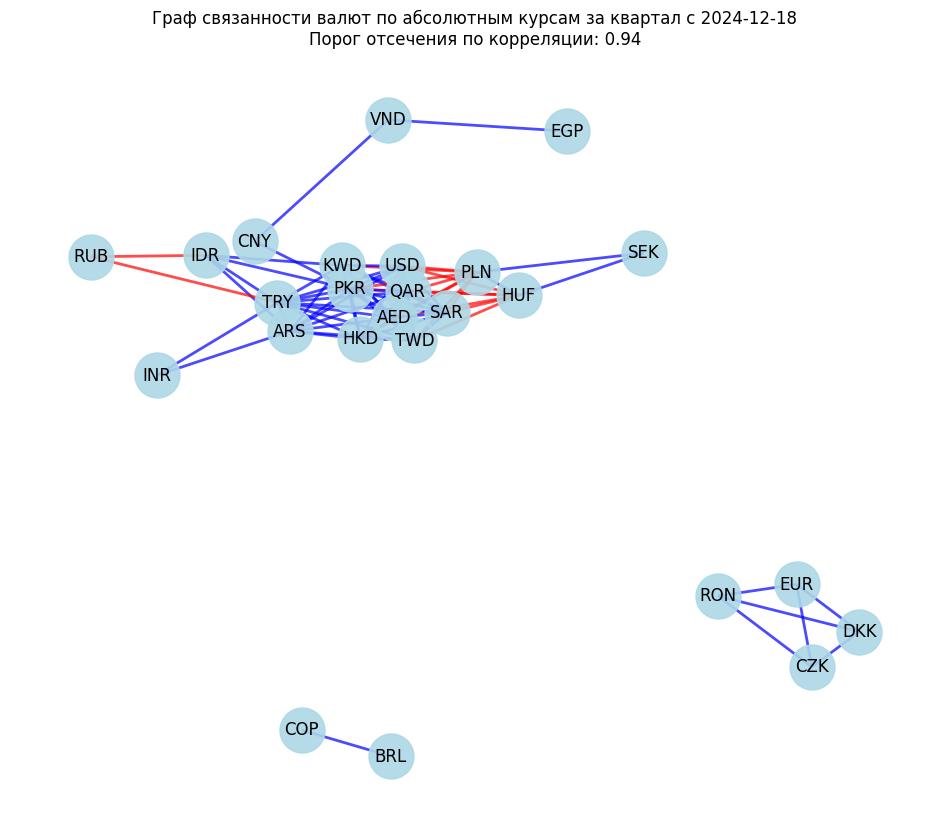 Граф связанности валют по абсолютным курсам за квартал с 2024-12-18
Порог отсечения по корреляции: 0.94
VND
EGP
CNY
RUB
IDR
SEK
KWD
USD
PLN
PKR
QAR
HUF
TRY
AED
SAR
ARS
HKD
TWD
INR
EUR
RON
DKK
CZK
COP
BRL